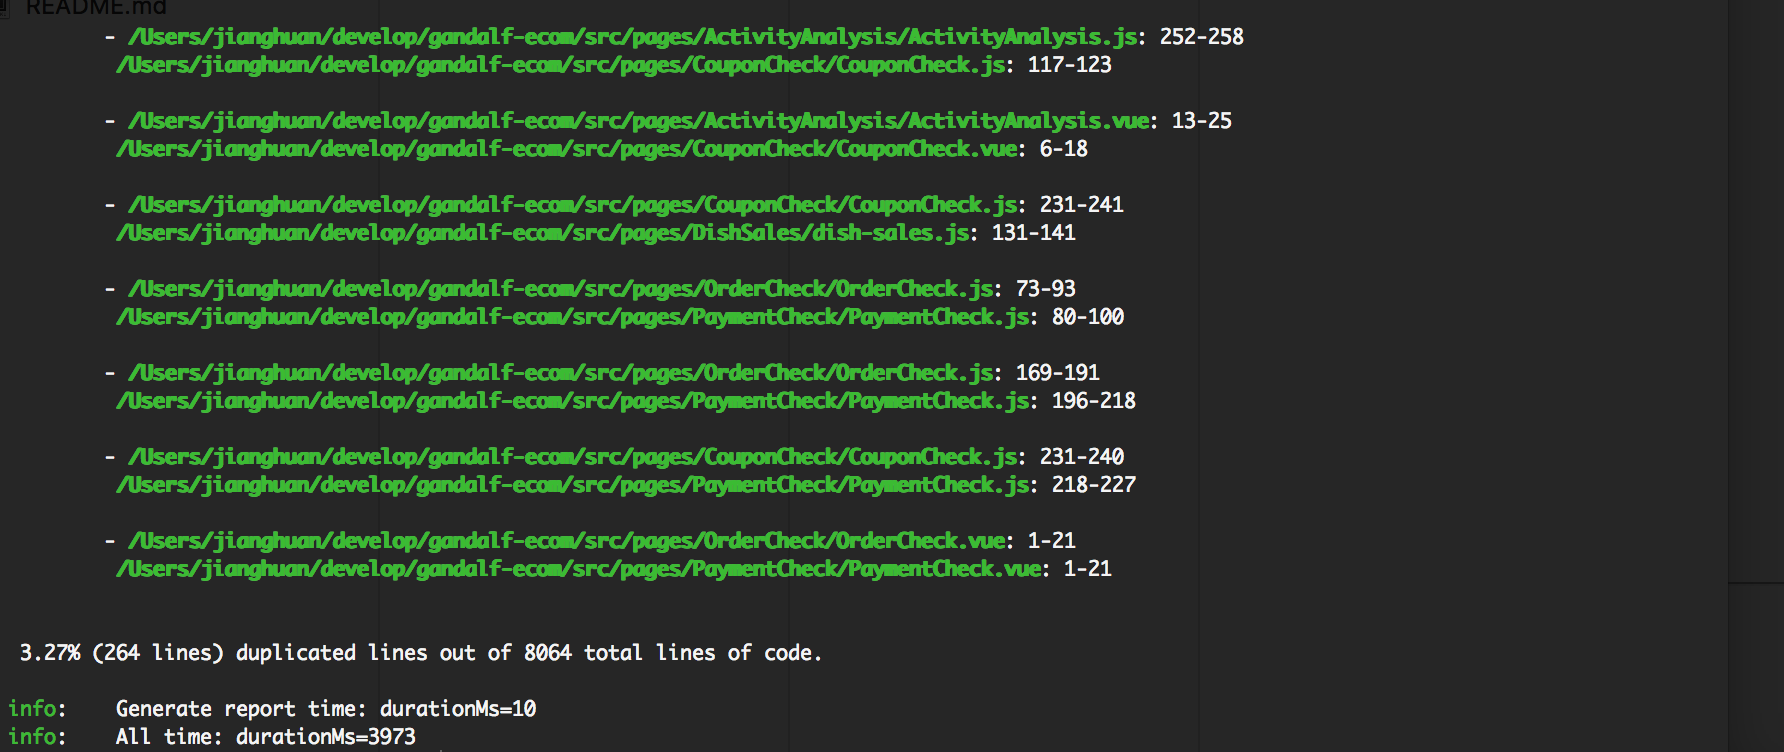 README.md
- /Users/jianghuan/develop/gandalf-ecom/src/pages/ActivityAnalysis/ActivityAnalysis.js: 252-258
/Users/jianghuan/develop/gandalf-ecom/src/pages/CouponCheck/CouponCheck.js: 117-123
- /Users/jianghuan/develop/gandalf-ecom/src/pages/ActivityAnalysis/ActivityAnalysis.vue: 13-25
/Users/jianghuan/develop/gandalf-ecom/src/pages/CouponCheck/CouponCheck.vue: 6-18
- /Users/jianghuan/develop/gandalf-ecom/src/pages/CouponCheck/CouponCheck.js: 231-241
/Users/jianghuan/develop/gandalf-ecom/src/pages/DishSales/dish-sales.js: 131-141
- /Users/jianghuan/develop/gandalf-ecom/src/pages/OrderCheck/OrderCheck.js: 73-93
/Users/jianghuan/develop/gandalf-ecom/src/pages/PaymentCheck/PaymentCheck.js: 80-100
- /Users/jianghuan/develop/gandalf-ecom/src/pages/OrderCheck/OrderCheck.js: 169-191
/Users/jianghuan/develop/gandalf-ecom/src/pages/PaymentCheck/PaymentCheck.js: 196-218
- /Users/jianghuan/develop/gandalf-ecom/src/pages/CouponCheck/CouponCheck.js: 231-240
/Users/jianghuan/develop/gandalf-ecom/src/pages/PaymentCheck/PaymentCheck.js: 218-227
- /Users/jianghuan/develop/gandalf-ecom/src/pages/OrderCheck/OrderCheck.vue: 1-21
/Users/jianghuan/develop/gandalf-ecom/src/pages/PaymentCheck/PaymentCheck.vue: 1-21
3.27% (264 lines) duplicated lines out of 8064 total lines of code.
info: Generate report time: durationMs=10
info: All time: durationMs=3973